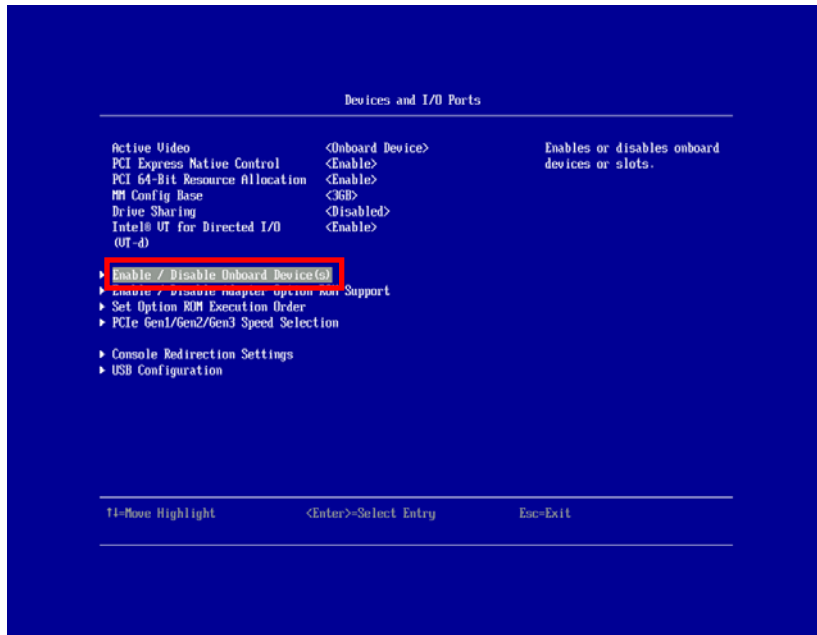 Devices and I/O Ports
Active Video <Onboard Device> Enables or disables onboard
PCI Express Native Control <Enable> devices or slots.
PCI 64-Bit Resource Allocation <Enable>
MM Config Base <3GB>
Drive Sharing <Disabled>
Intel® VT for Directed I/O <Enable>
(VT-d)
Enable / Disable Onboard Device(s)
Enable / Disable Adapter Option ROM Support
Set Option ROM Execution Order
PCIe Gen1/Gen2/Gen3 Speed Selection
Console Redirection Settings
USB Configuration
↑↓=Move Highlight <Enter>=Select Entry Esc=Exit